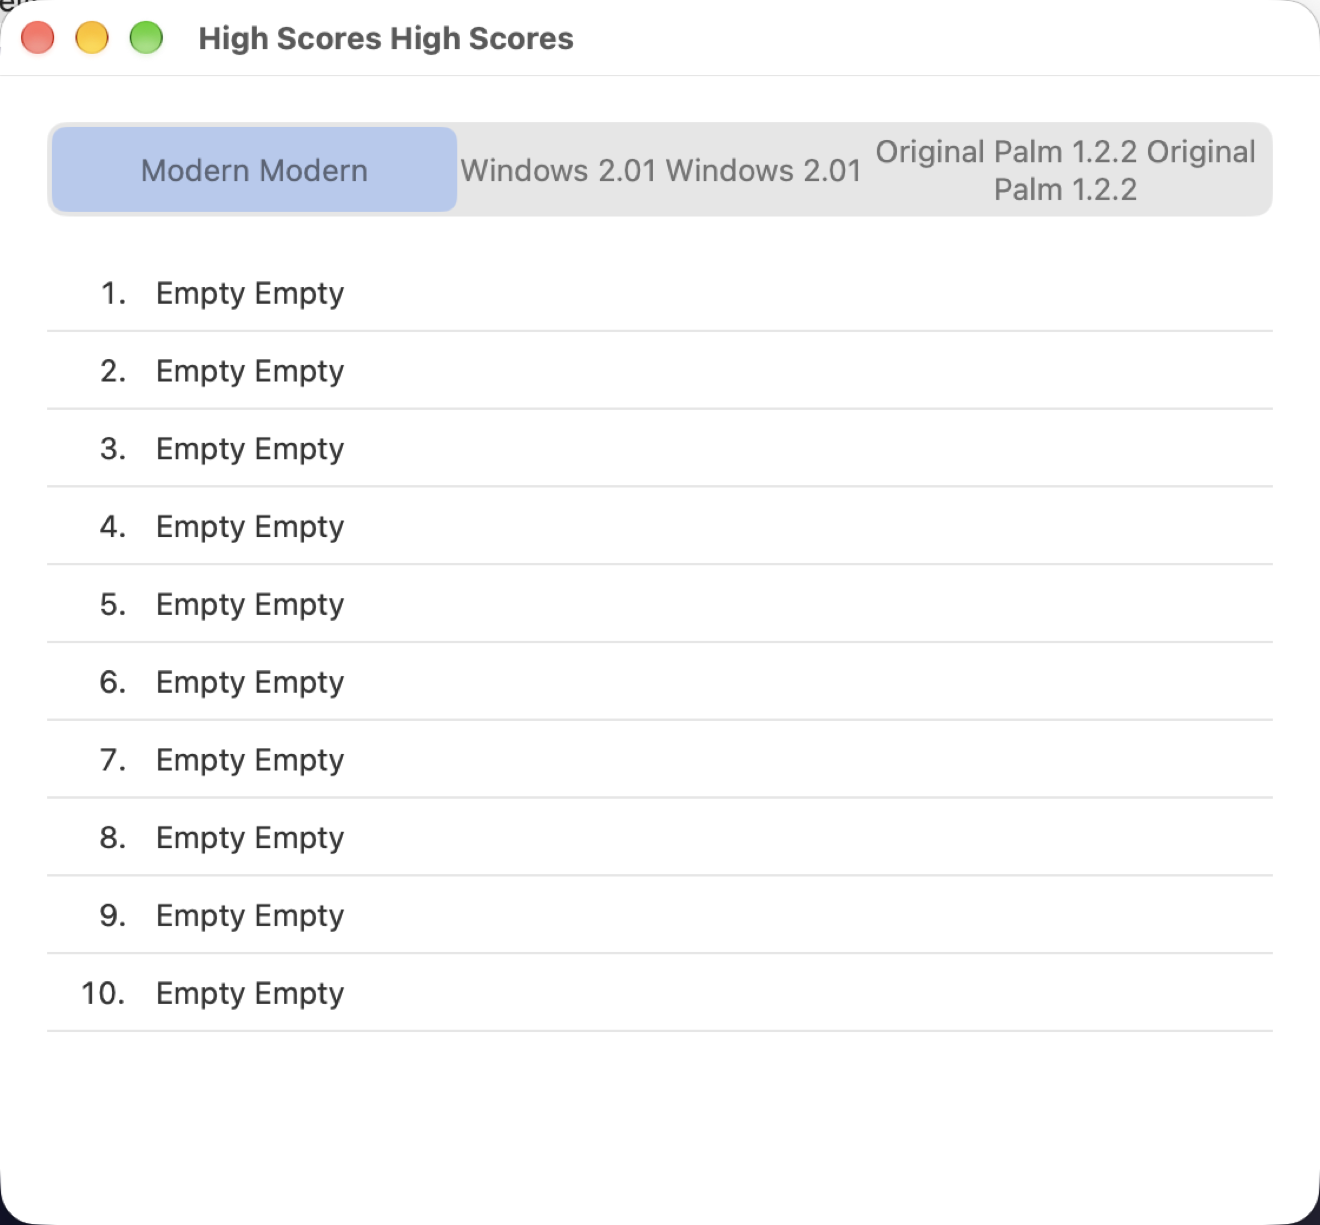 High Scores High Scores
Modern Modern
Windows 2.01 Windows 2.01
Original Palm 1.2.2 Original
Palm 1.2.2
1. Empty Empty
2. Empty Empty
3. Empty Empty
4. Empty Empty
5. Empty Empty
6. Empty Empty
7. Empty Empty
8. Empty Empty
9. Empty Empty
10. Empty Empty